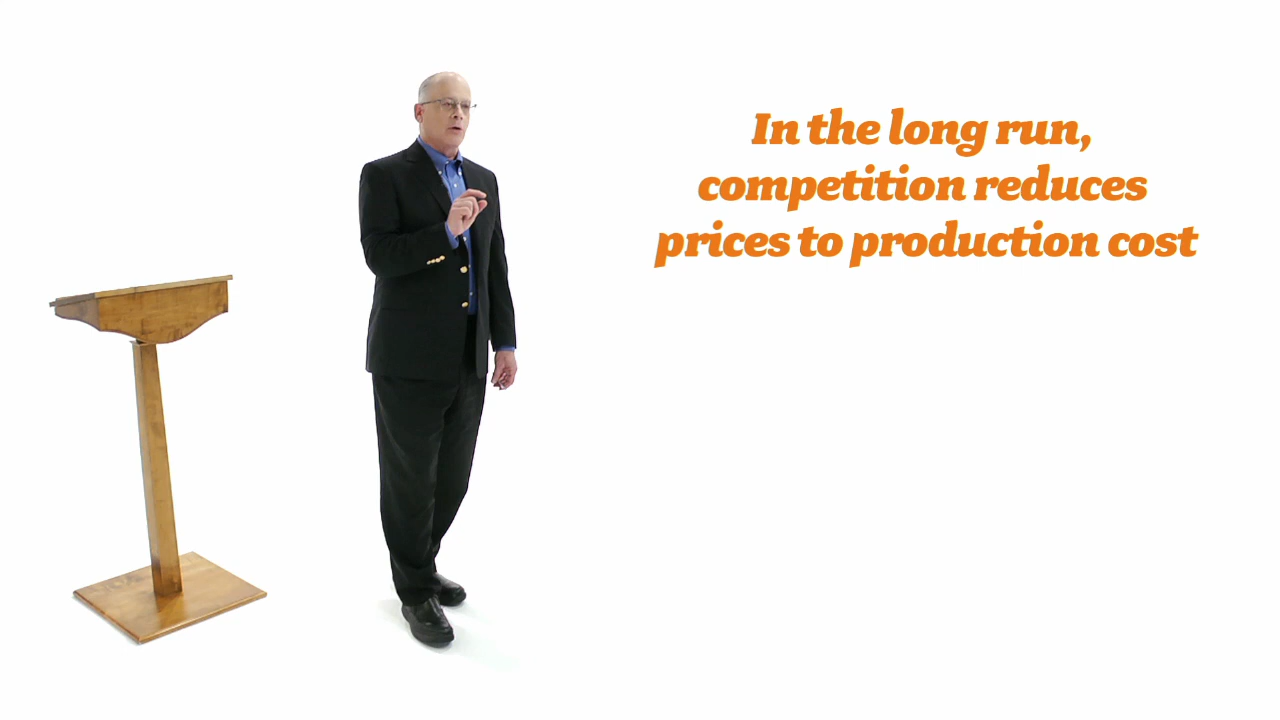 In the long run,
competition reduces
prices to production cost